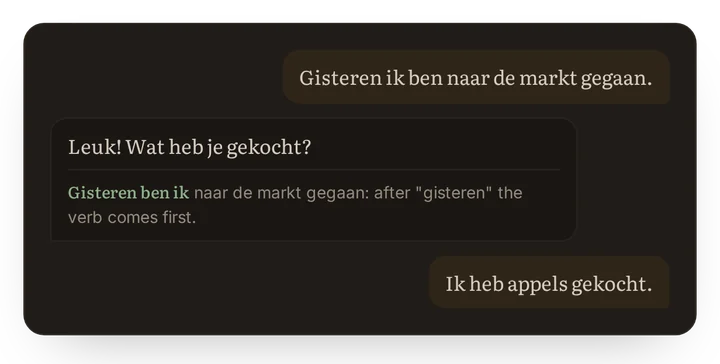 Gisteren ik ben naar de markt gegaan.
Leuk! Wat heb je gekocht?
Gisteren ben ik naar de markt gegaan: after "gisteren" the
verb comes first.
Ik heb appels gekocht.